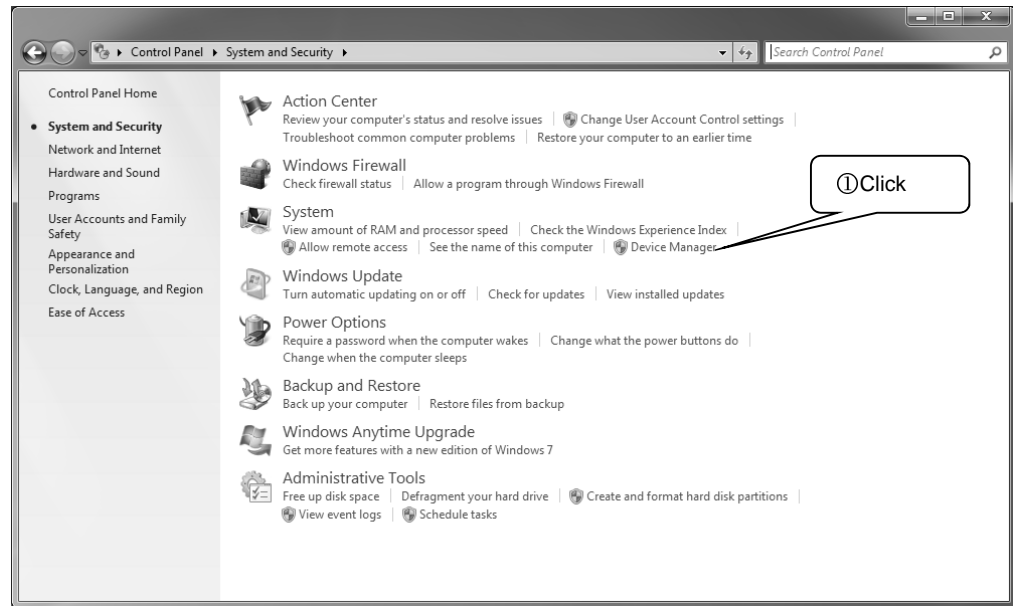 Control Panel ▸ System and Security ▸
Search Control Panel
Control Panel Home
• System and Security
Network and Internet
Hardware and Sound
Programs
User Accounts and Family
Safety
Appearance and
Personalization
Clock, Language, and Region
Ease of Access
Action Center
Review your computer's status and resolve issues | Change User Account Control settings |
Troubleshoot common computer problems | Restore your computer to an earlier time
Windows Firewall
Check firewall status | Allow a program through Windows Firewall
①Click
System
View amount of RAM and processor speed | Check the Windows Experience Index |
Allow remote access | See the name of this computer | Device Manager
Windows Update
Turn automatic updating on or off | Check for updates | View installed updates
Power Options
Require a password when the computer wakes | Change what the power buttons do |
Change when the computer sleeps
Backup and Restore
Back up your computer | Restore files from backup
Windows Anytime Upgrade
Get more features with a new edition of Windows 7
Administrative Tools
Free up disk space | Defragment your hard drive | Create and format hard disk partitions |
View event logs | Schedule tasks